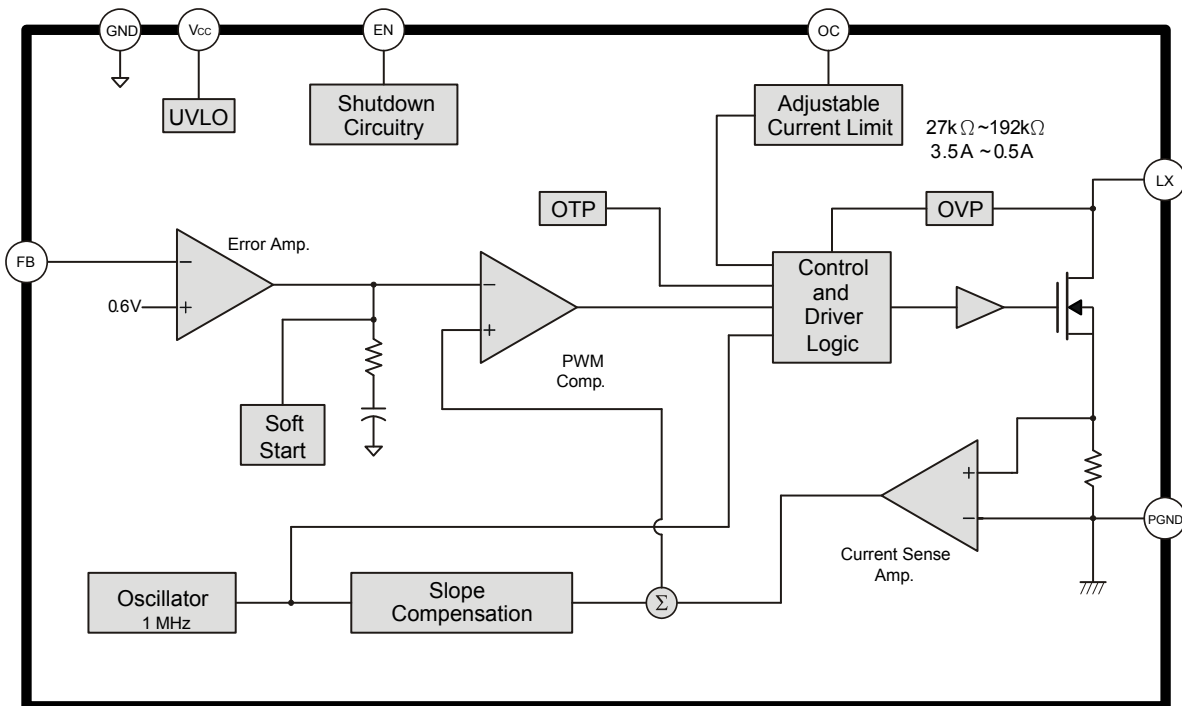 GND
Vcc
EN
OC
UVLO
Shutdown
Circuitry
Adjustable
Current Limit
27kΩ~192kΩ
3.5A ~0.5A
LX
OTP
OVP
FB
Error Amp.
−
0.6V
+
−
+
PWM
Comp.
Control
and
Driver
Logic
Soft
Start
+
−
PGND
Current Sense
Amp.
Oscillator
1 MHz
Slope
Compensation
Σ